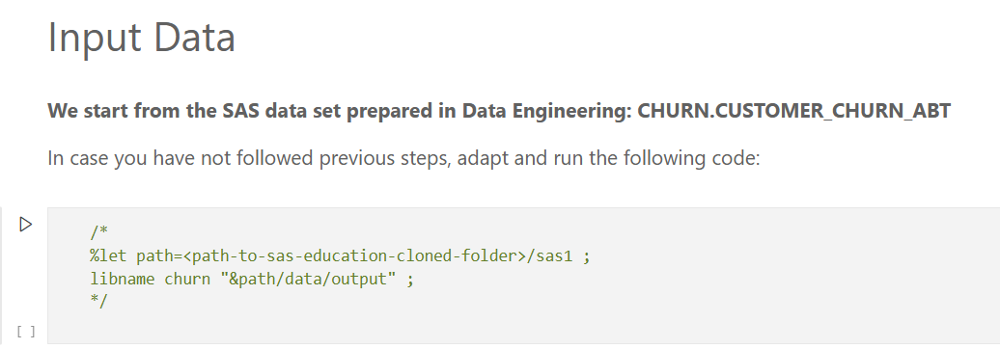 Input Data
We start from the SAS data set prepared in Data Engineering: CHURN.CUSTOMER_CHURN_ABT
In case you have not followed previous steps, adapt and run the following code:
/*
%let path=<path-to-sas-education-cloned-folder>/sas1 ;
libname churn "&path/data/output" ;
*/
[ ]